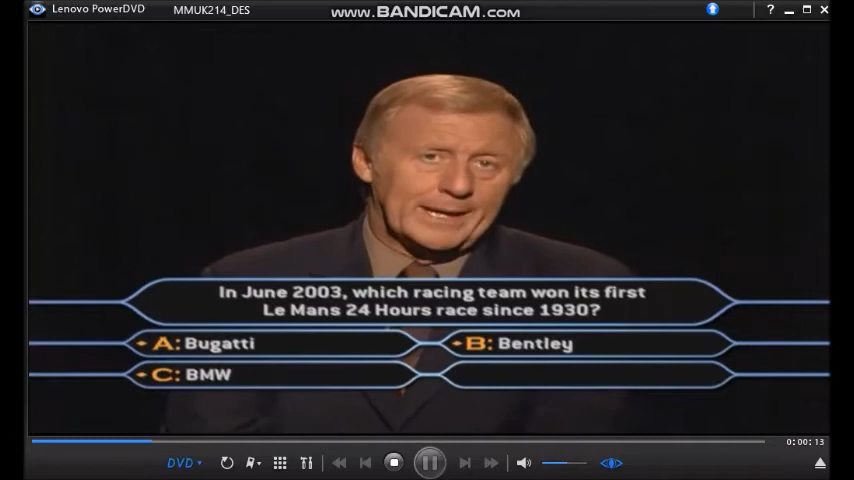 Lenovo PowerDVD MMUK214_DES www.BANDICAM.com ?
In June 2003, which racing team won its first
Le Mans 24 Hours race since 1930?
A: Bugatti B: Bentley
C: BMW
0:00:13
DVD